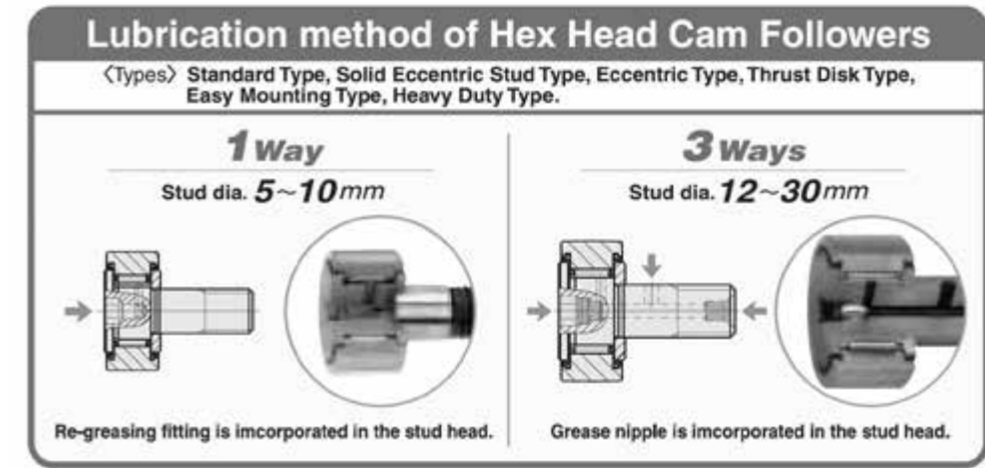 Lubrication method of Hex Head Cam Followers
〈Types〉 Standard Type, Solid Eccentric Stud Type, Eccentric Type, Thrust Disk Type,
Easy Mounting Type, Heavy Duty Type.
1 Way
Stud dia. 5~10mm
Re-greasing fitting is imcorporated in the stud head.
3 Ways
Stud dia. 12~30mm
Grease nipple is imcorporated in the stud head.